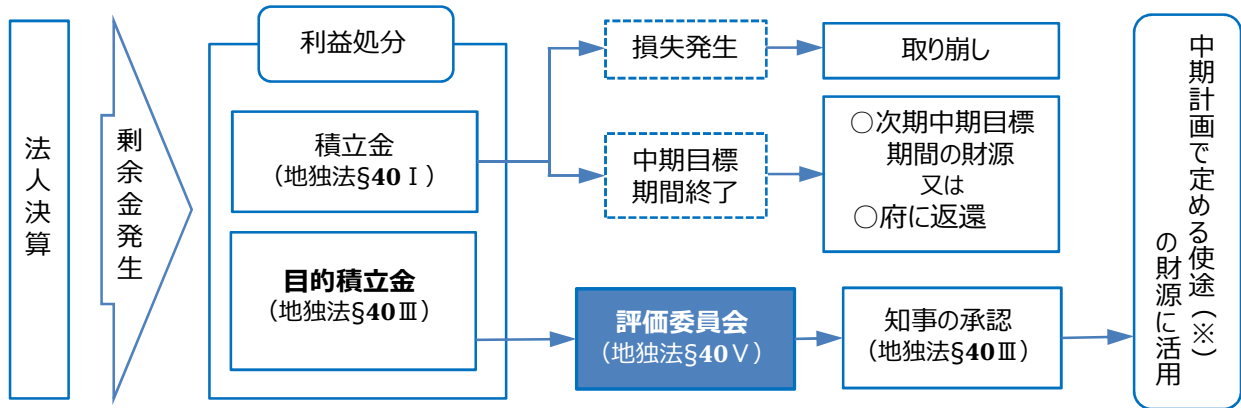 法人決算
剰余金発生
利益処分
積立金
（地独法§40Ⅰ）
目的積立金
（地独法§40Ⅲ）
損失発生
取り崩し
中期目標
期間終了
○次期中期目標
期間の財源
又は
○府に返還
評価委員会
（地独法§40Ⅴ）
知事の承認
（地独法§40Ⅲ）
中期計画で定める使途（※）
の財源に活用